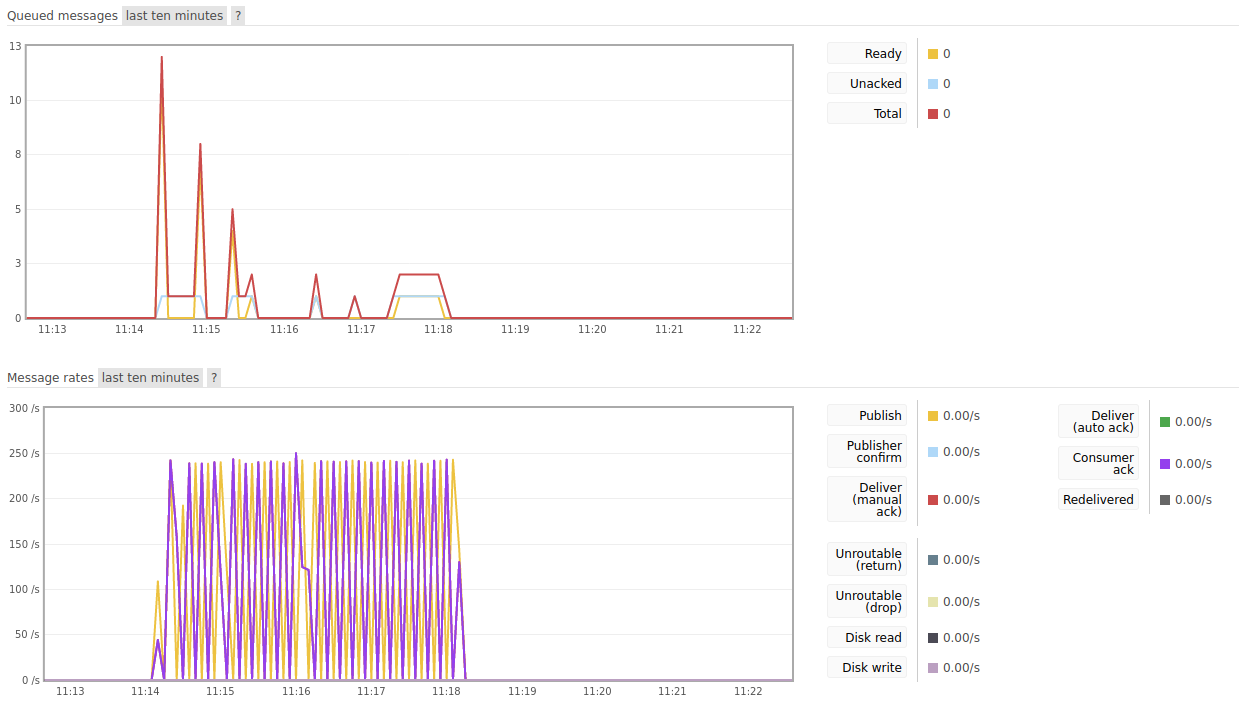 Queued messages last ten minutes ?
13
10
8
5
3
0
11:13 11:14 11:15 11:16 11:17 11:18 11:19 11:20 11:21 11:22
Ready 0
Unacked 0
Total 0
Message rates last ten minutes ?
300 /s
250 /s
200 /s
150 /s
100 /s
50 /s
0 /s
11:13 11:14 11:15 11:16 11:17 11:18 11:19 11:20 11:21 11:22
Publish 0.00/s
Publisher
confirm 0.00/s
Deliver
(manual
ack) 0.00/s
Deliver
(auto ack) 0.00/s
Consumer
ack 0.00/s
Redelivered 0.00/s
Unroutable
(return) 0.00/s
Unroutable
(drop) 0.00/s
Disk read 0.00/s
Disk write 0.00/s